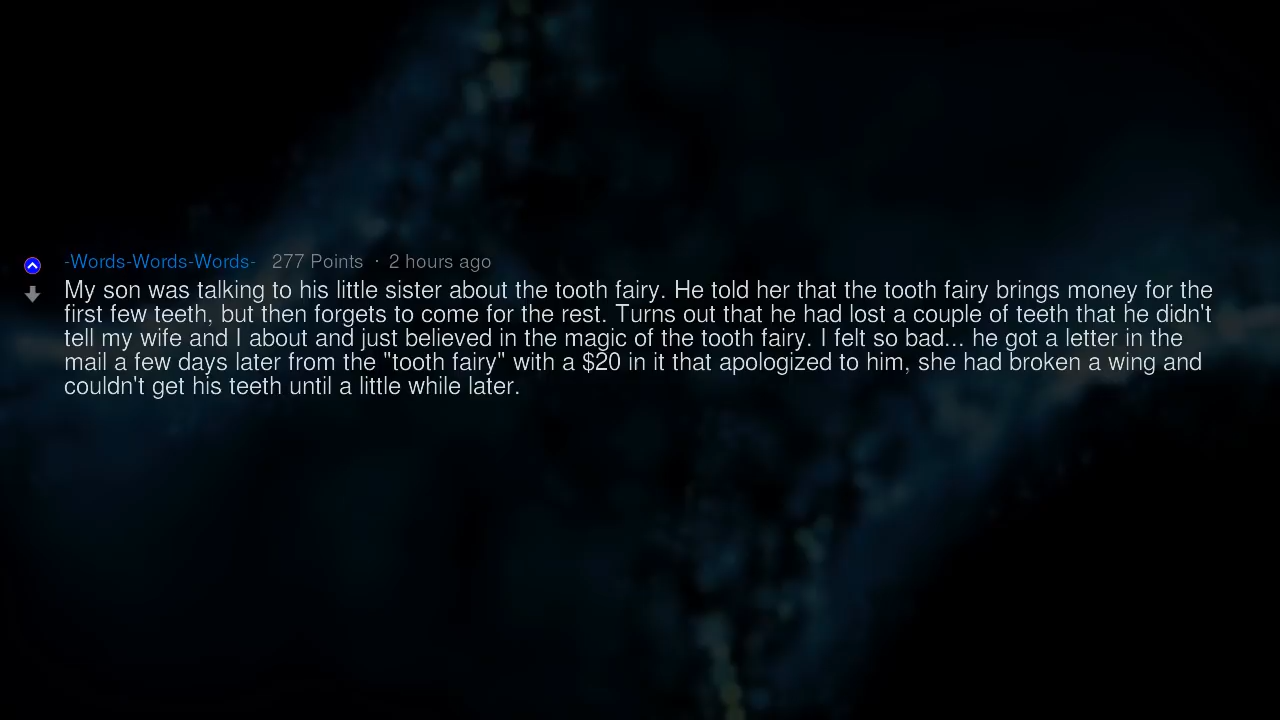 -Words-Words-Words- 277 Points · 2 hours ago
My son was talking to his little sister about the tooth fairy. He told her that the tooth fairy brings money for the
first few teeth, but then forgets to come for the rest. Turns out that he had lost a couple of teeth that he didn't
tell my wife and I about and just believed in the magic of the tooth fairy. I felt so bad... he got a letter in the
mail a few days later from the "tooth fairy" with a $20 in it that apologized to him, she had broken a wing and
couldn't get his teeth until a little while later.